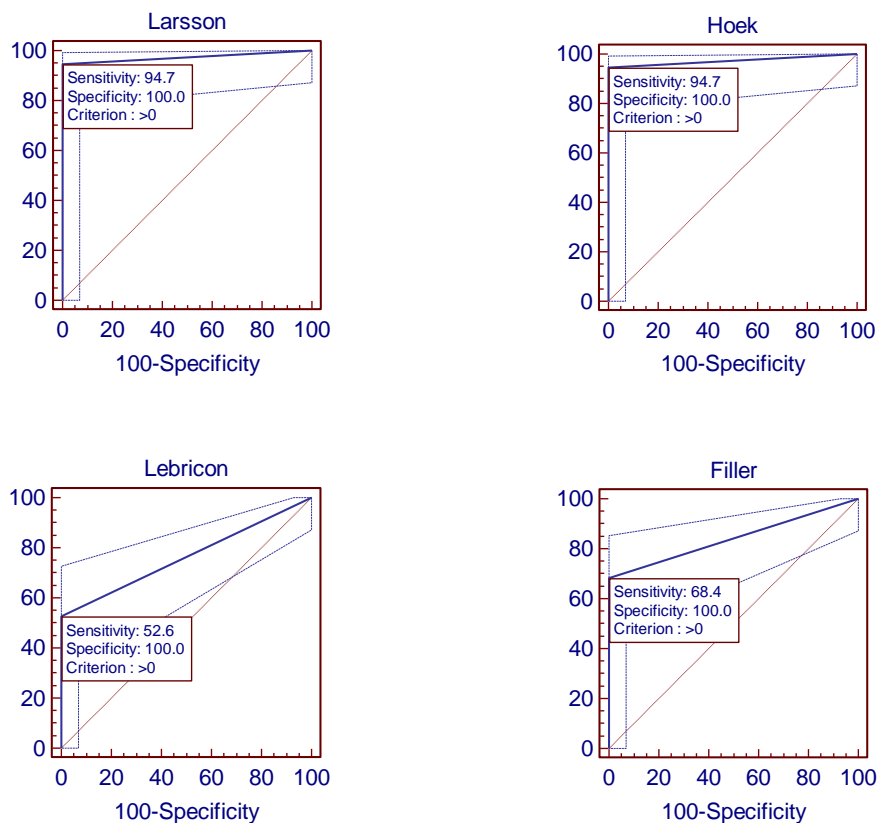 Larsson
100
80
60
40
20
0
Sensitivity: 94.7
Specificity: 100.0
Criterion : >0
0 20 40 60 80 100
100-Specificity
Hoek
100
80
60
40
20
0
Sensitivity: 94.7
Specificity: 100.0
Criterion : >0
0 20 40 60 80 100
100-Specificity
Lebricon
100
80
60
40
20
0
Sensitivity: 52.6
Specificity: 100.0
Criterion : >0
0 20 40 60 80 100
100-Specificity
Filler
100
80
60
40
20
0
Sensitivity: 68.4
Specificity: 100.0
Criterion : >0
0 20 40 60 80 100
100-Specificity